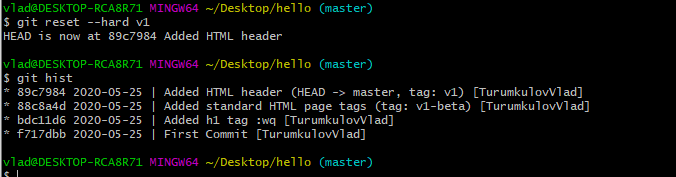 vlad@DESKTOP-RCA8R71 MINGW64 ~/Desktop/hello (master)
$ git reset --hard v1
HEAD is now at 89c7984 Added HTML header

vlad@DESKTOP-RCA8R71 MINGW64 ~/Desktop/hello (master)
$ git hist
* 89c7984 2020-05-25 | Added HTML header (HEAD -> master, tag: v1) [TurumkulovVlad]
* 88c8a4d 2020-05-25 | Added standard HTML page tags (tag: v1-beta) [TurumkulovVlad]
* bdc11d6 2020-05-25 | Added h1 tag :wq [TurumkulovVlad]
* f717dbb 2020-05-25 | First Commit [TurumkulovVlad]

vlad@DESKTOP-RCA8R71 MINGW64 ~/Desktop/hello (master)
$